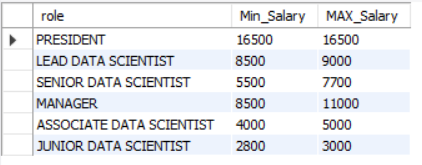 role Min_Salary MAX_Salary
PRESIDENT 16500 16500
LEAD DATA SCIENTIST 8500 9000
SENIOR DATA SCIENTIST 5500 7700
MANAGER 8500 11000
ASSOCIATE DATA SCIENTIST 4000 5000
JUNIOR DATA SCIENTIST 2800 3000